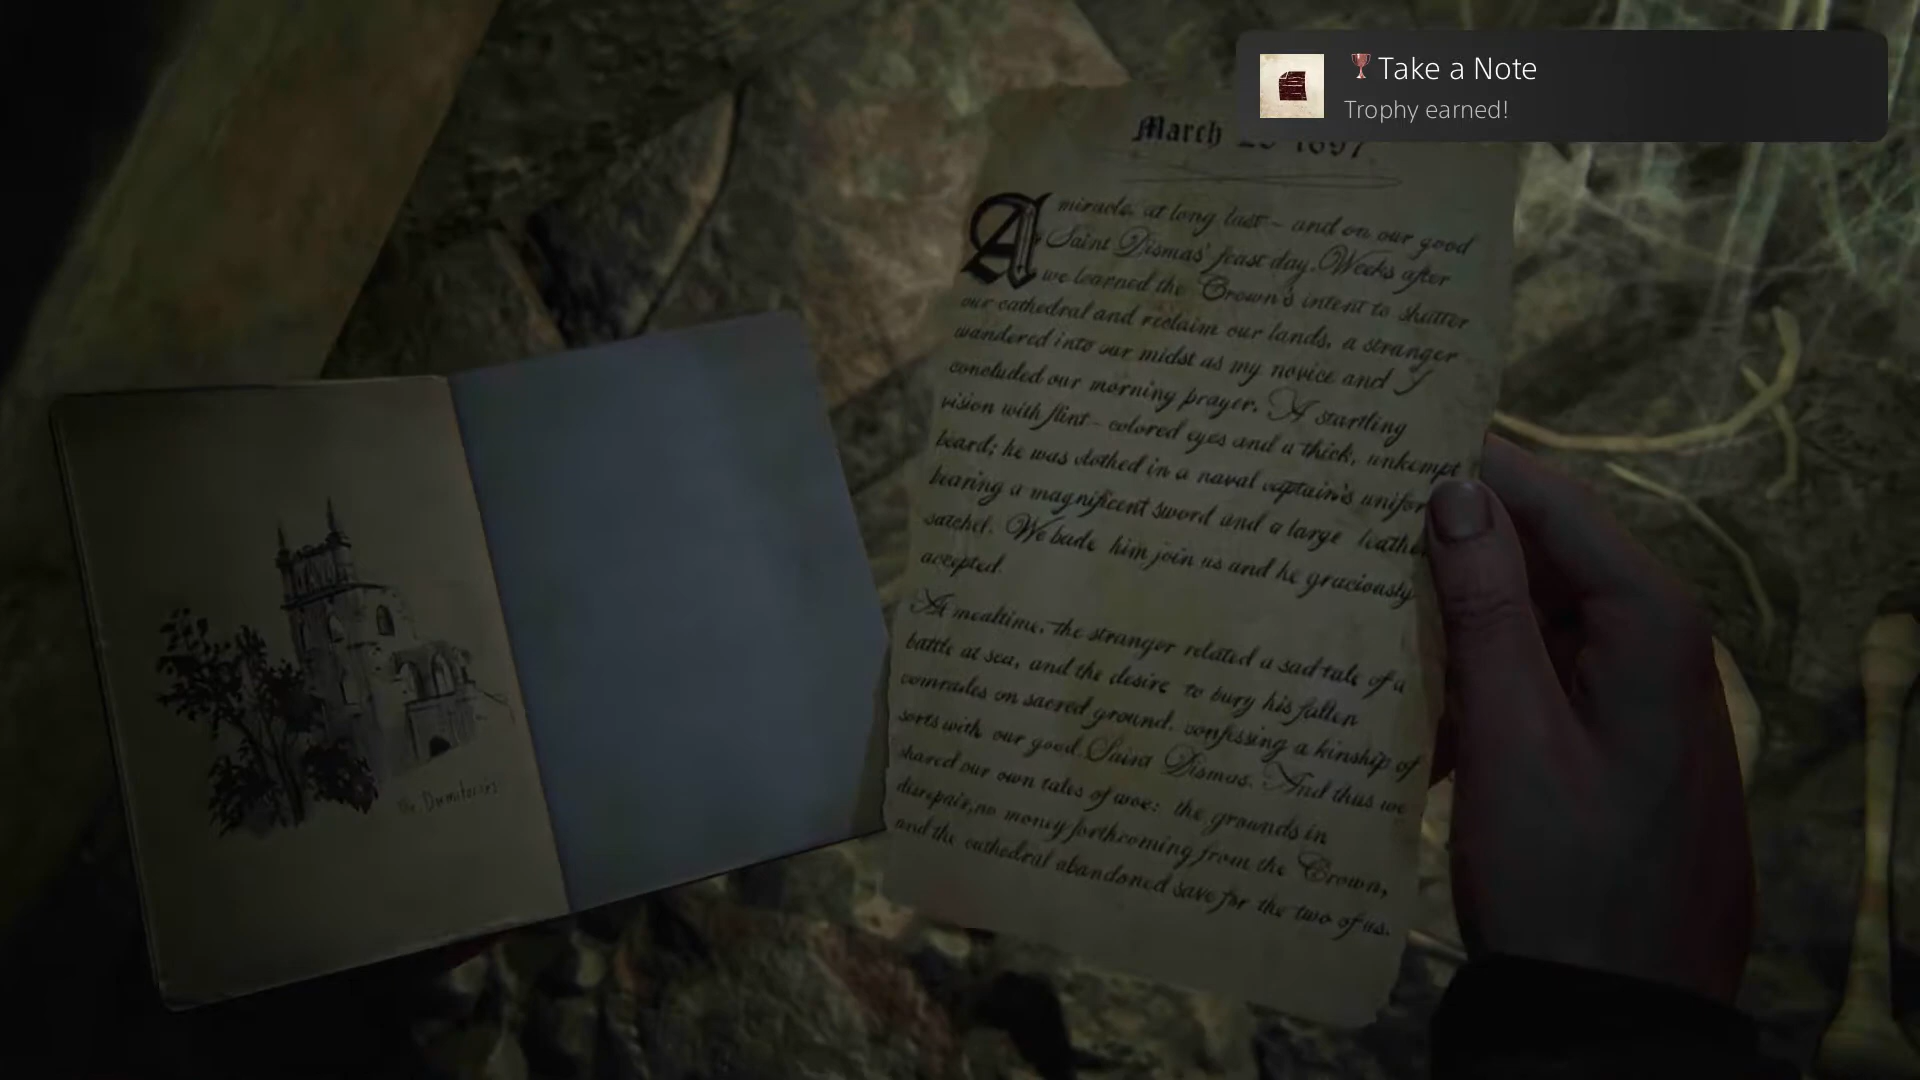 Take a Note
Trophy earned!
March
A miracle, at long last - and on our good
Saint Dismas' feast day. Weeks after
we learned the Crown's intent to shutter
our cathedral and reclaim our lands, a stranger
wandered into our midst as my novice and I
concluded our morning prayer. A startling
vision with flint-colored eyes and a thick, unkempt
beard; he was clothed in a naval captain's unifor
bearing a magnificent sword and a large leathe
satchel. We bade him join us and he graciously
accepted.
At mealtime, the stranger related a sad tale of a
battle at sea, and the desire to bury his fallen
comrades on sacred ground, confessing a kinship of
sorts with our good Saint Dismas. And thus we
shared our own tales of woe: the grounds in
disrepair, no money forthcoming from the Crown,
and the cathedral abandoned save for the two of us.
The Dormitories